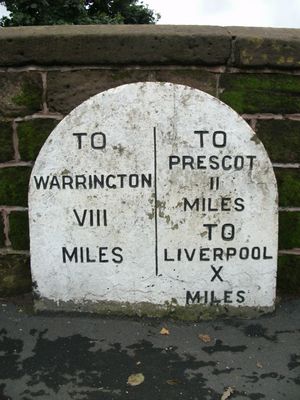 TO
WARRINGTON
VIII
MILES
TO
PRESCOT
II
MILES
TO
LIVERPOOL
X
MILES